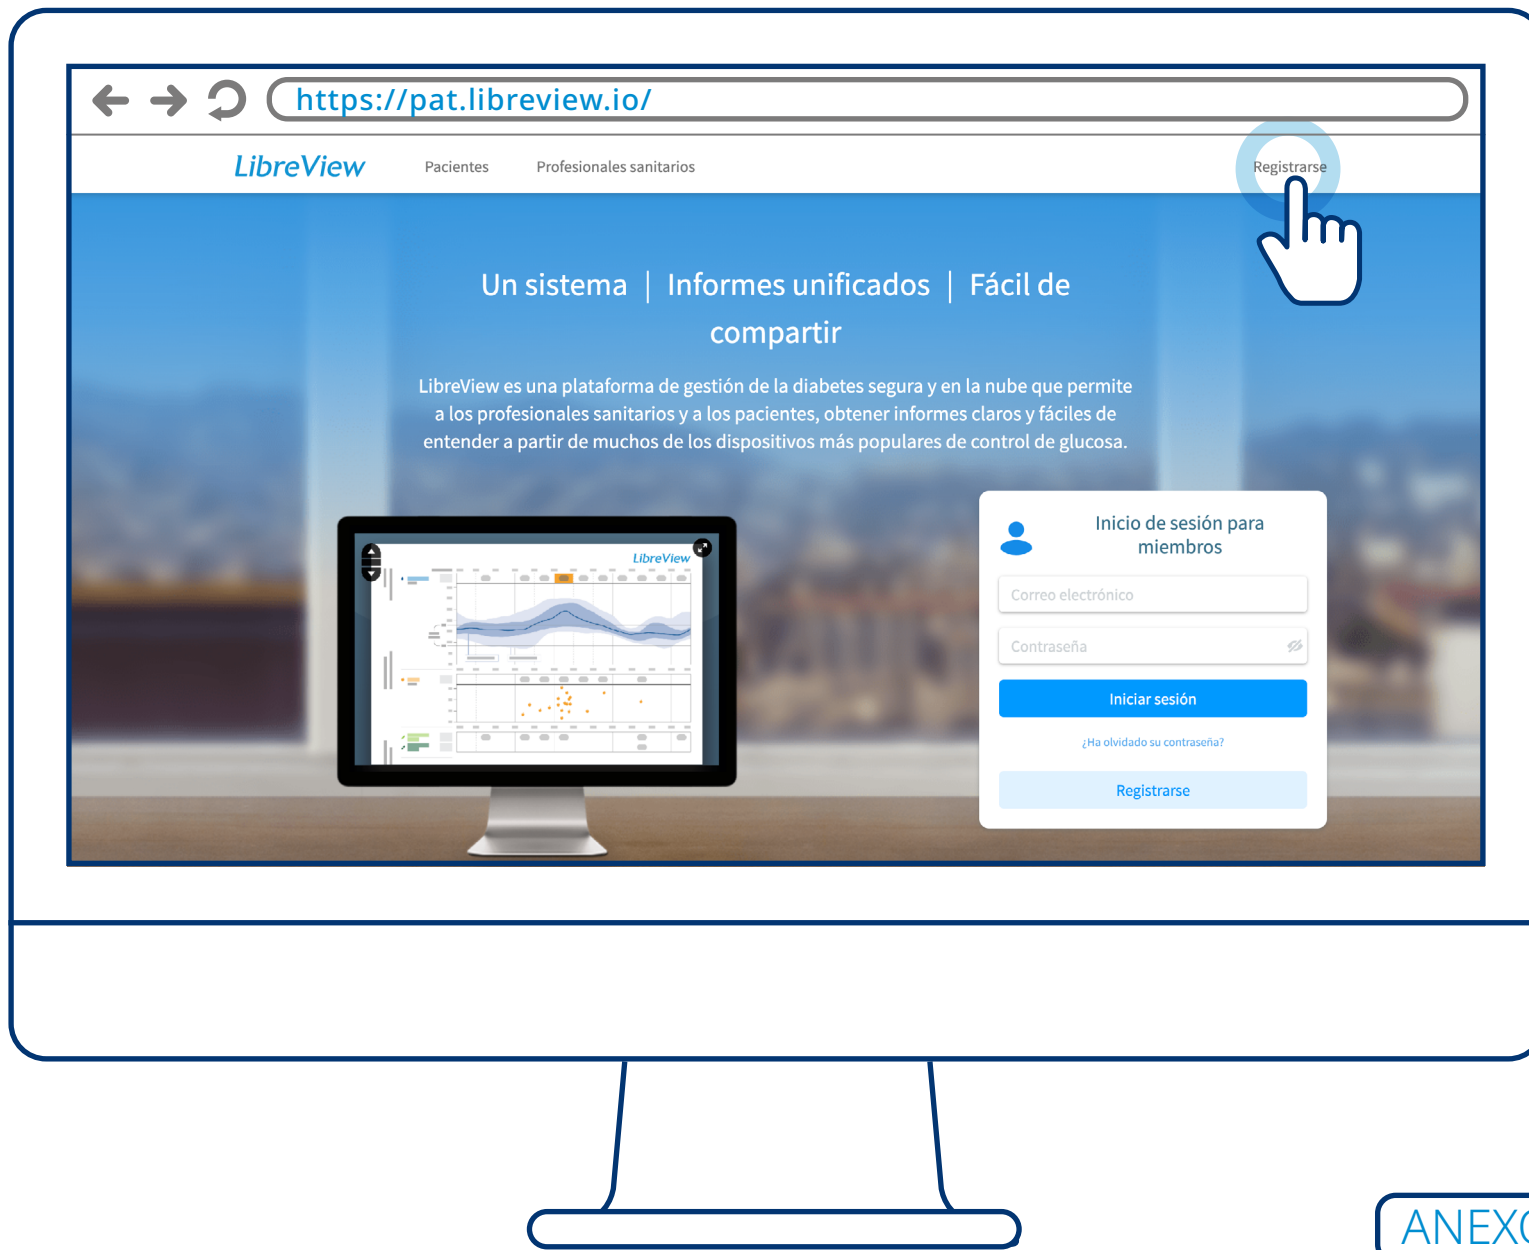 https://pat.libreview.io/
LibreView Pacientes Profesionales sanitarios Registrarse
Un sistema | Informes unificados | Fácil de
compartir
LibreView es una plataforma de gestión de la diabetes segura y en la nube que permite
a los profesionales sanitarios y a los pacientes, obtener informes claros y fáciles de
entender a partir de muchos de los dispositivos más populares de control de glucosa.
LibreView
Inicio de sesión para
miembros
Correo electrónico
Contraseña
Iniciar sesión
¿Ha olvidado su contraseña?
Registrarse
ANEXO